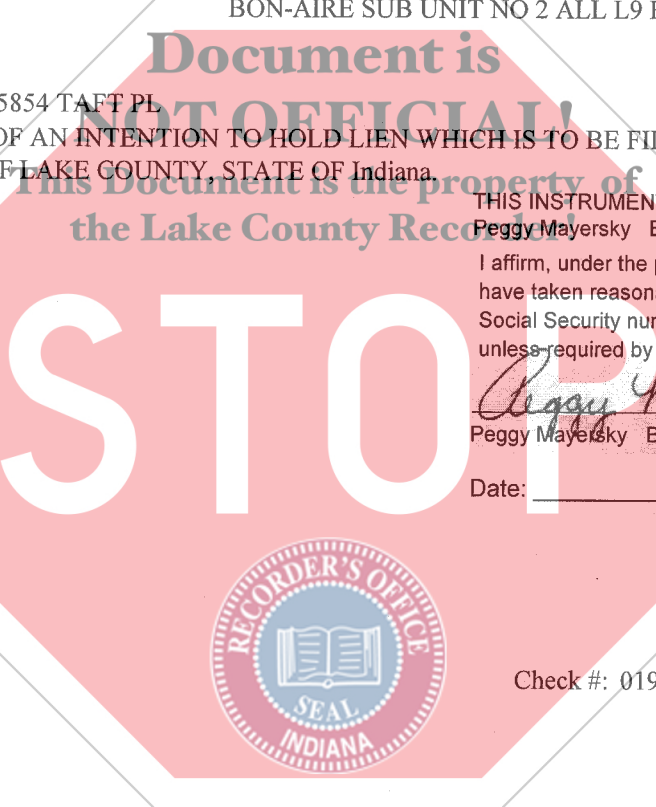 BON-AIRE SUB UNIT NO 2 ALL L9
Document is
5854 TAFT PL
NOT OFFICIAL!
OF AN INTENTION TO HOLD LIEN WHICH IS TO BE
F LAKE COUNTY, STATE OF Indiana.
This Document is the property of
the Lake County Recorder!
THIS INSTRUMEN
Peggy Mayersky
I affirm, under the
have taken reason
Social Security nu
unless required by
STOP
Peggy
Peggy Mayersky
Date:
RECORDER'S OFFICE
SEAL
INDIANA
Check #: 019